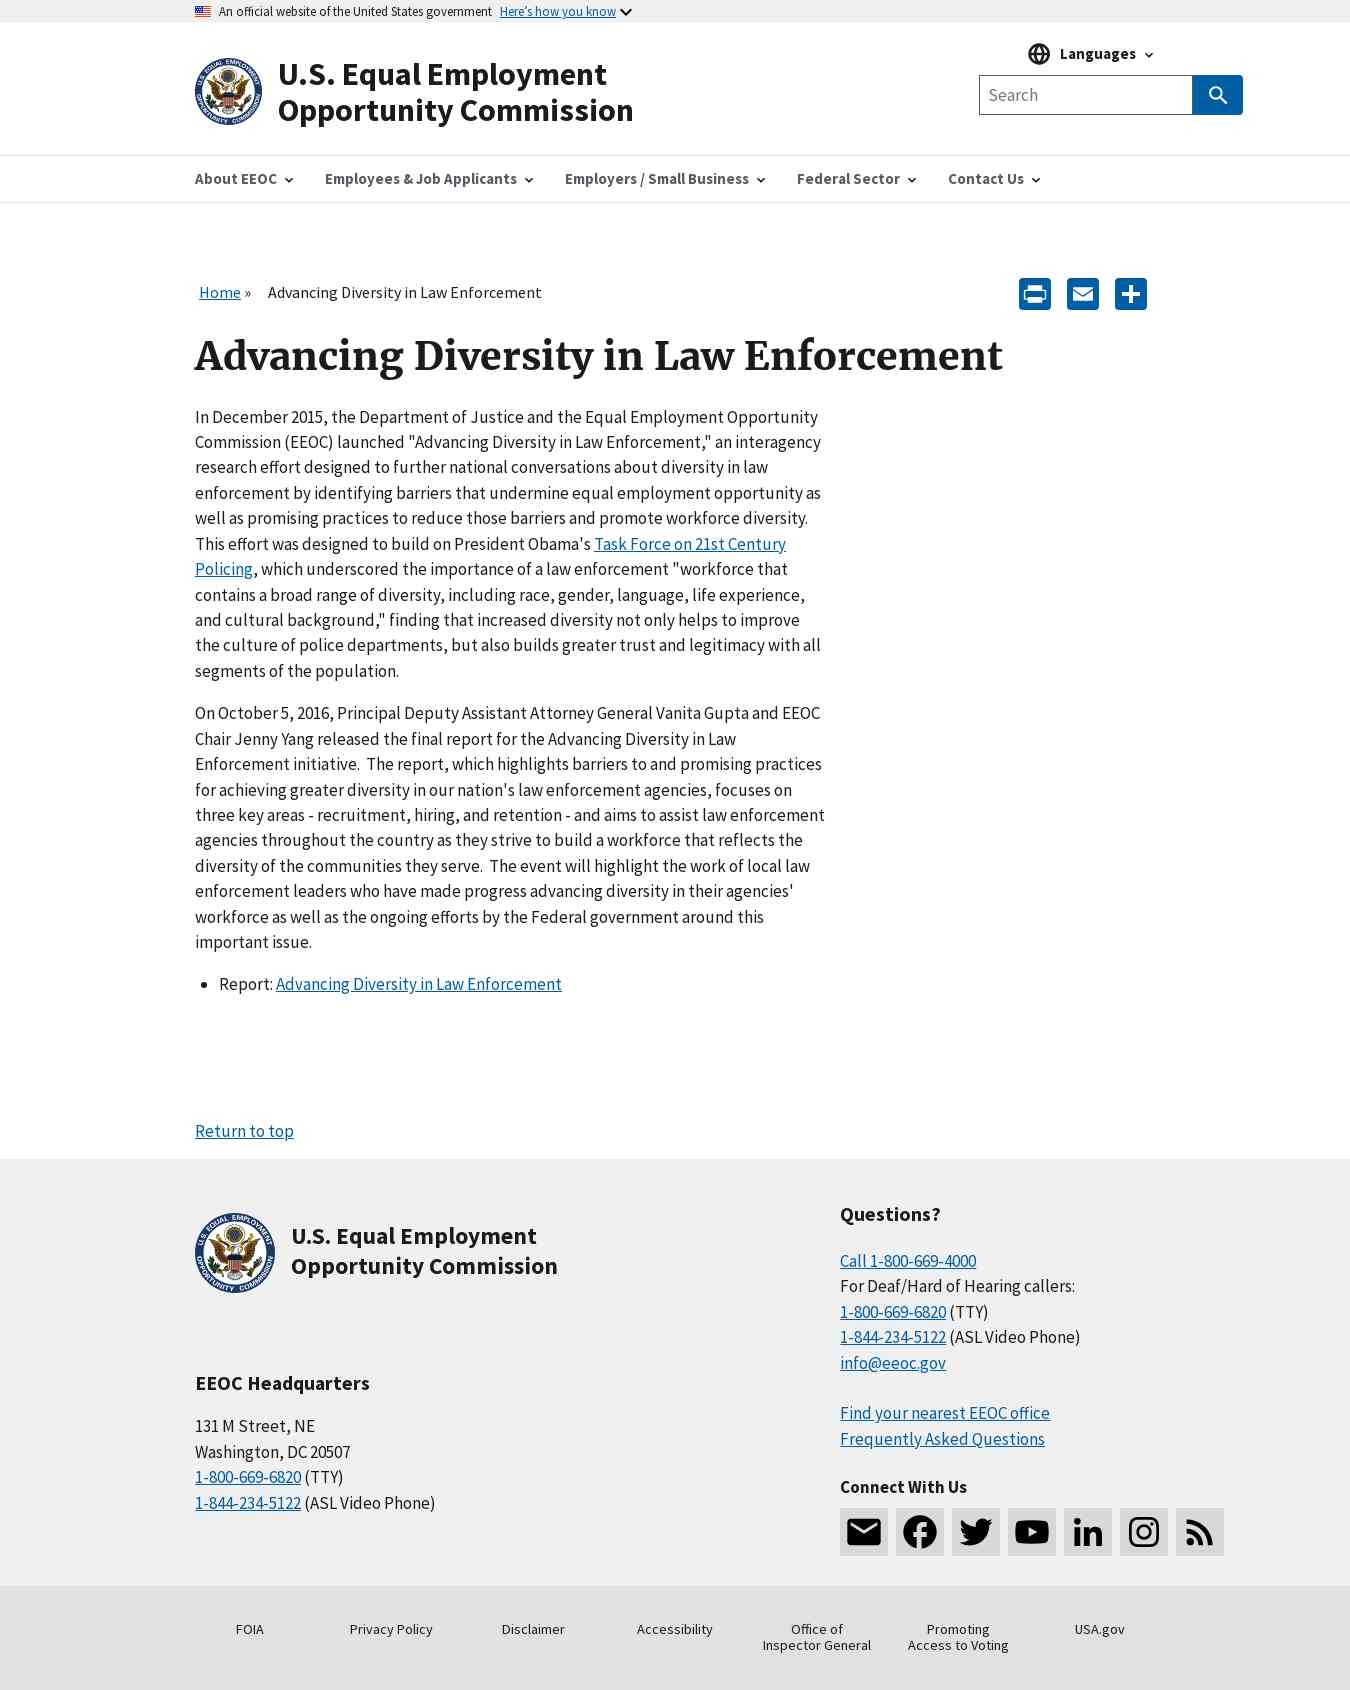 An official website of the United States government Here’s how you know
U.S. Equal Employment
Opportunity Commission
Languages
Search
About EEOC
Employees & Job Applicants
Employers / Small Business
Federal Sector
Contact Us
Home » Advancing Diversity in Law Enforcement
Advancing Diversity in Law Enforcement
In December 2015, the Department of Justice and the Equal Employment Opportunity
Commission (EEOC) launched "Advancing Diversity in Law Enforcement," an interagency
research effort designed to further national conversations about diversity in law
enforcement by identifying barriers that undermine equal employment opportunity as
well as promising practices to reduce those barriers and promote workforce diversity.
This effort was designed to build on President Obama's Task Force on 21st Century
Policing, which underscored the importance of a law enforcement "workforce that
contains a broad range of diversity, including race, gender, language, life experience,
and cultural background," finding that increased diversity not only helps to improve
the culture of police departments, but also builds greater trust and legitimacy with all
segments of the population.
On October 5, 2016, Principal Deputy Assistant Attorney General Vanita Gupta and EEOC
Chair Jenny Yang released the final report for the Advancing Diversity in Law
Enforcement initiative.  The report, which highlights barriers to and promising practices
for achieving greater diversity in our nation's law enforcement agencies, focuses on
three key areas - recruitment, hiring, and retention - and aims to assist law enforcement
agencies throughout the country as they strive to build a workforce that reflects the
diversity of the communities they serve.  The event will highlight the work of local law
enforcement leaders who have made progress advancing diversity in their agencies'
workforce as well as the ongoing efforts by the Federal government around this
important issue.
• Report: Advancing Diversity in Law Enforcement
Return to top
U.S. EQUAL EMPLOYMENT OPPORTUNITY COMMISSION
U.S. Equal Employment
Opportunity Commission
EEOC Headquarters
131 M Street, NE
Washington, DC 20507
1-800-669-6820 (TTY)
1-844-234-5122 (ASL Video Phone)
Questions?
Call 1-800-669-4000
For Deaf/Hard of Hearing callers:
1-800-669-6820 (TTY)
1-844-234-5122 (ASL Video Phone)
info@eeoc.gov
Find your nearest EEOC office
Frequently Asked Questions
Connect With Us
FOIA
Privacy Policy
Disclaimer
Accessibility
Office of
Inspector General
Promoting
Access to Voting
USA.gov